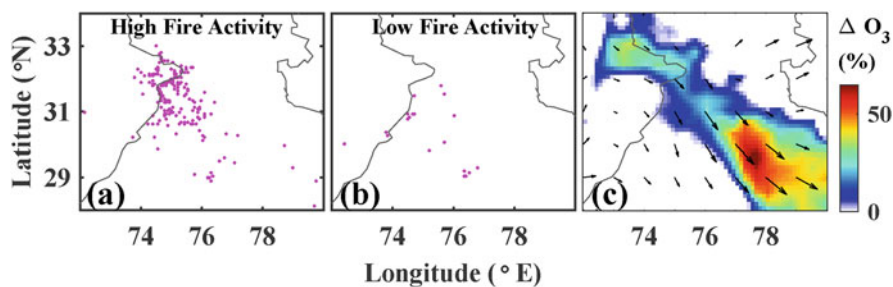 High Fire Activity
Low Fire Activity
Δ O₃
(%)
Latitude (°N)
33
31
29
(a)
(b)
(c)
50
0
74 76 78
74 76 78
74 76 78
Longitude (° E)